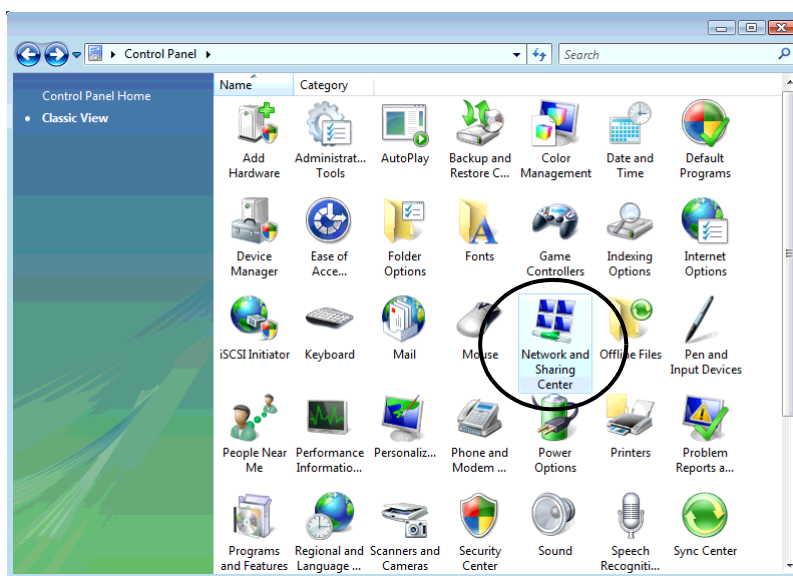 Control Panel
Search
Control Panel Home
Classic View
Name Category
Add Hardware
Administrat... Tools
AutoPlay
Backup and Restore C...
Color Management
Date and Time
Default Programs
Device Manager
Ease of Acce...
Folder Options
Fonts
Game Controllers
Indexing Options
Internet Options
iSCSI Initiator
Keyboard
Mail
Mouse
Network and Sharing Center
Offline Files
Pen and Input Devices
People Near Me
Performance Informatio...
Personaliz...
Phone and Modem ...
Power Options
Printers
Problem Reports a...
Programs and Features
Regional and Language ...
Scanners and Cameras
Security Center
Sound
Speech Recogniti...
Sync Center